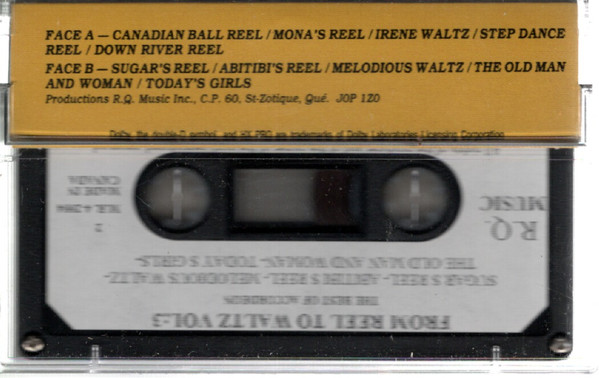 FACE A — CANADIAN BALL REEL / MONA'S REEL / IRENE WALTZ / STEP DANCE
REEL / DOWN RIVER REEL
FACE B — SUGAR'S REEL / ABITIBI'S REEL / MELODIOUS WALTZ / THE OLD MAN
AND WOMAN / TODAY'S GIRLS
Productions R.Q. Music Inc., C.P. 60, St-Zotique, Qué. J0P 1Z0
Dolby, the double-D symbol, and HX PRO are trademarks of Dolby Laboratories Licensing Corporation
FROM REEL TO WALTZ VOL:3
THE BEST OF ACCORDEON
SUGAR'S REEL- ABITIBI'S REEL- MELODIOUS WALTZ-
THE OLD MAN AND WOMAN- TODAY'S GIRLS-
R.Q.
MUSIC
2
MADE IN
CANADA